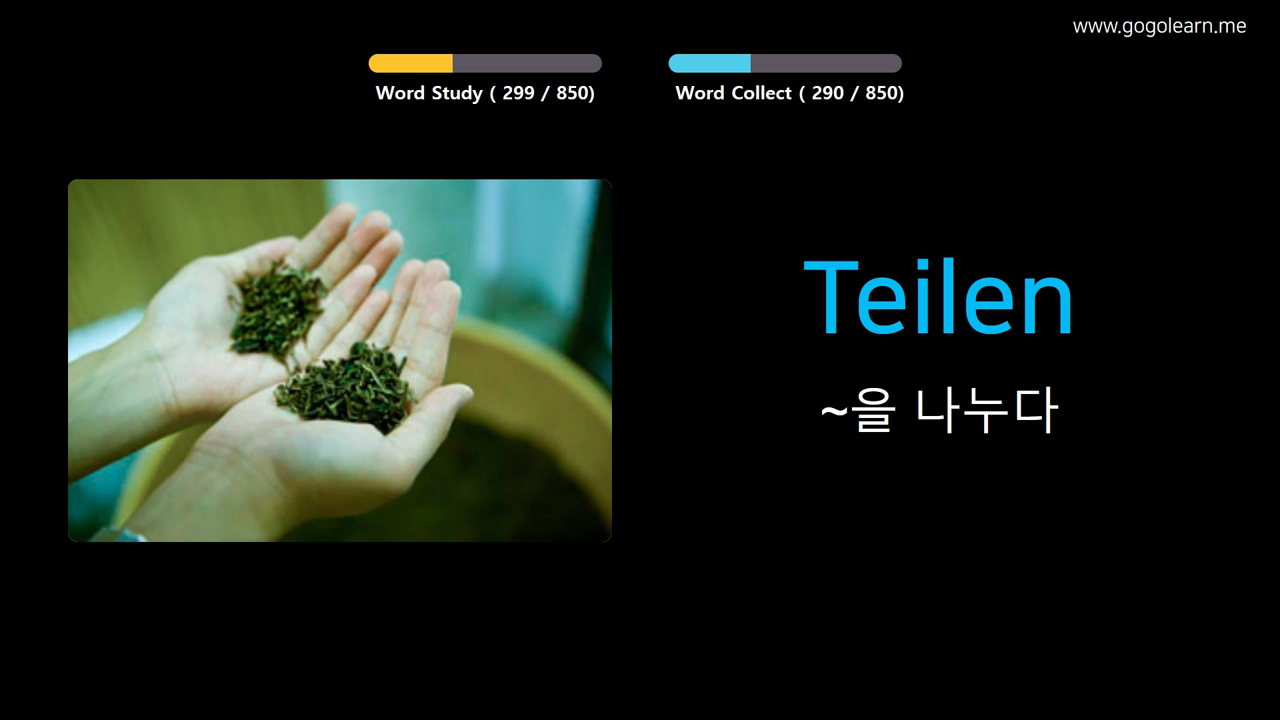 www.gogolearn.me
Word Study ( 299 / 850)
Word Collect ( 290 / 850)
Teilen
~을 나누다